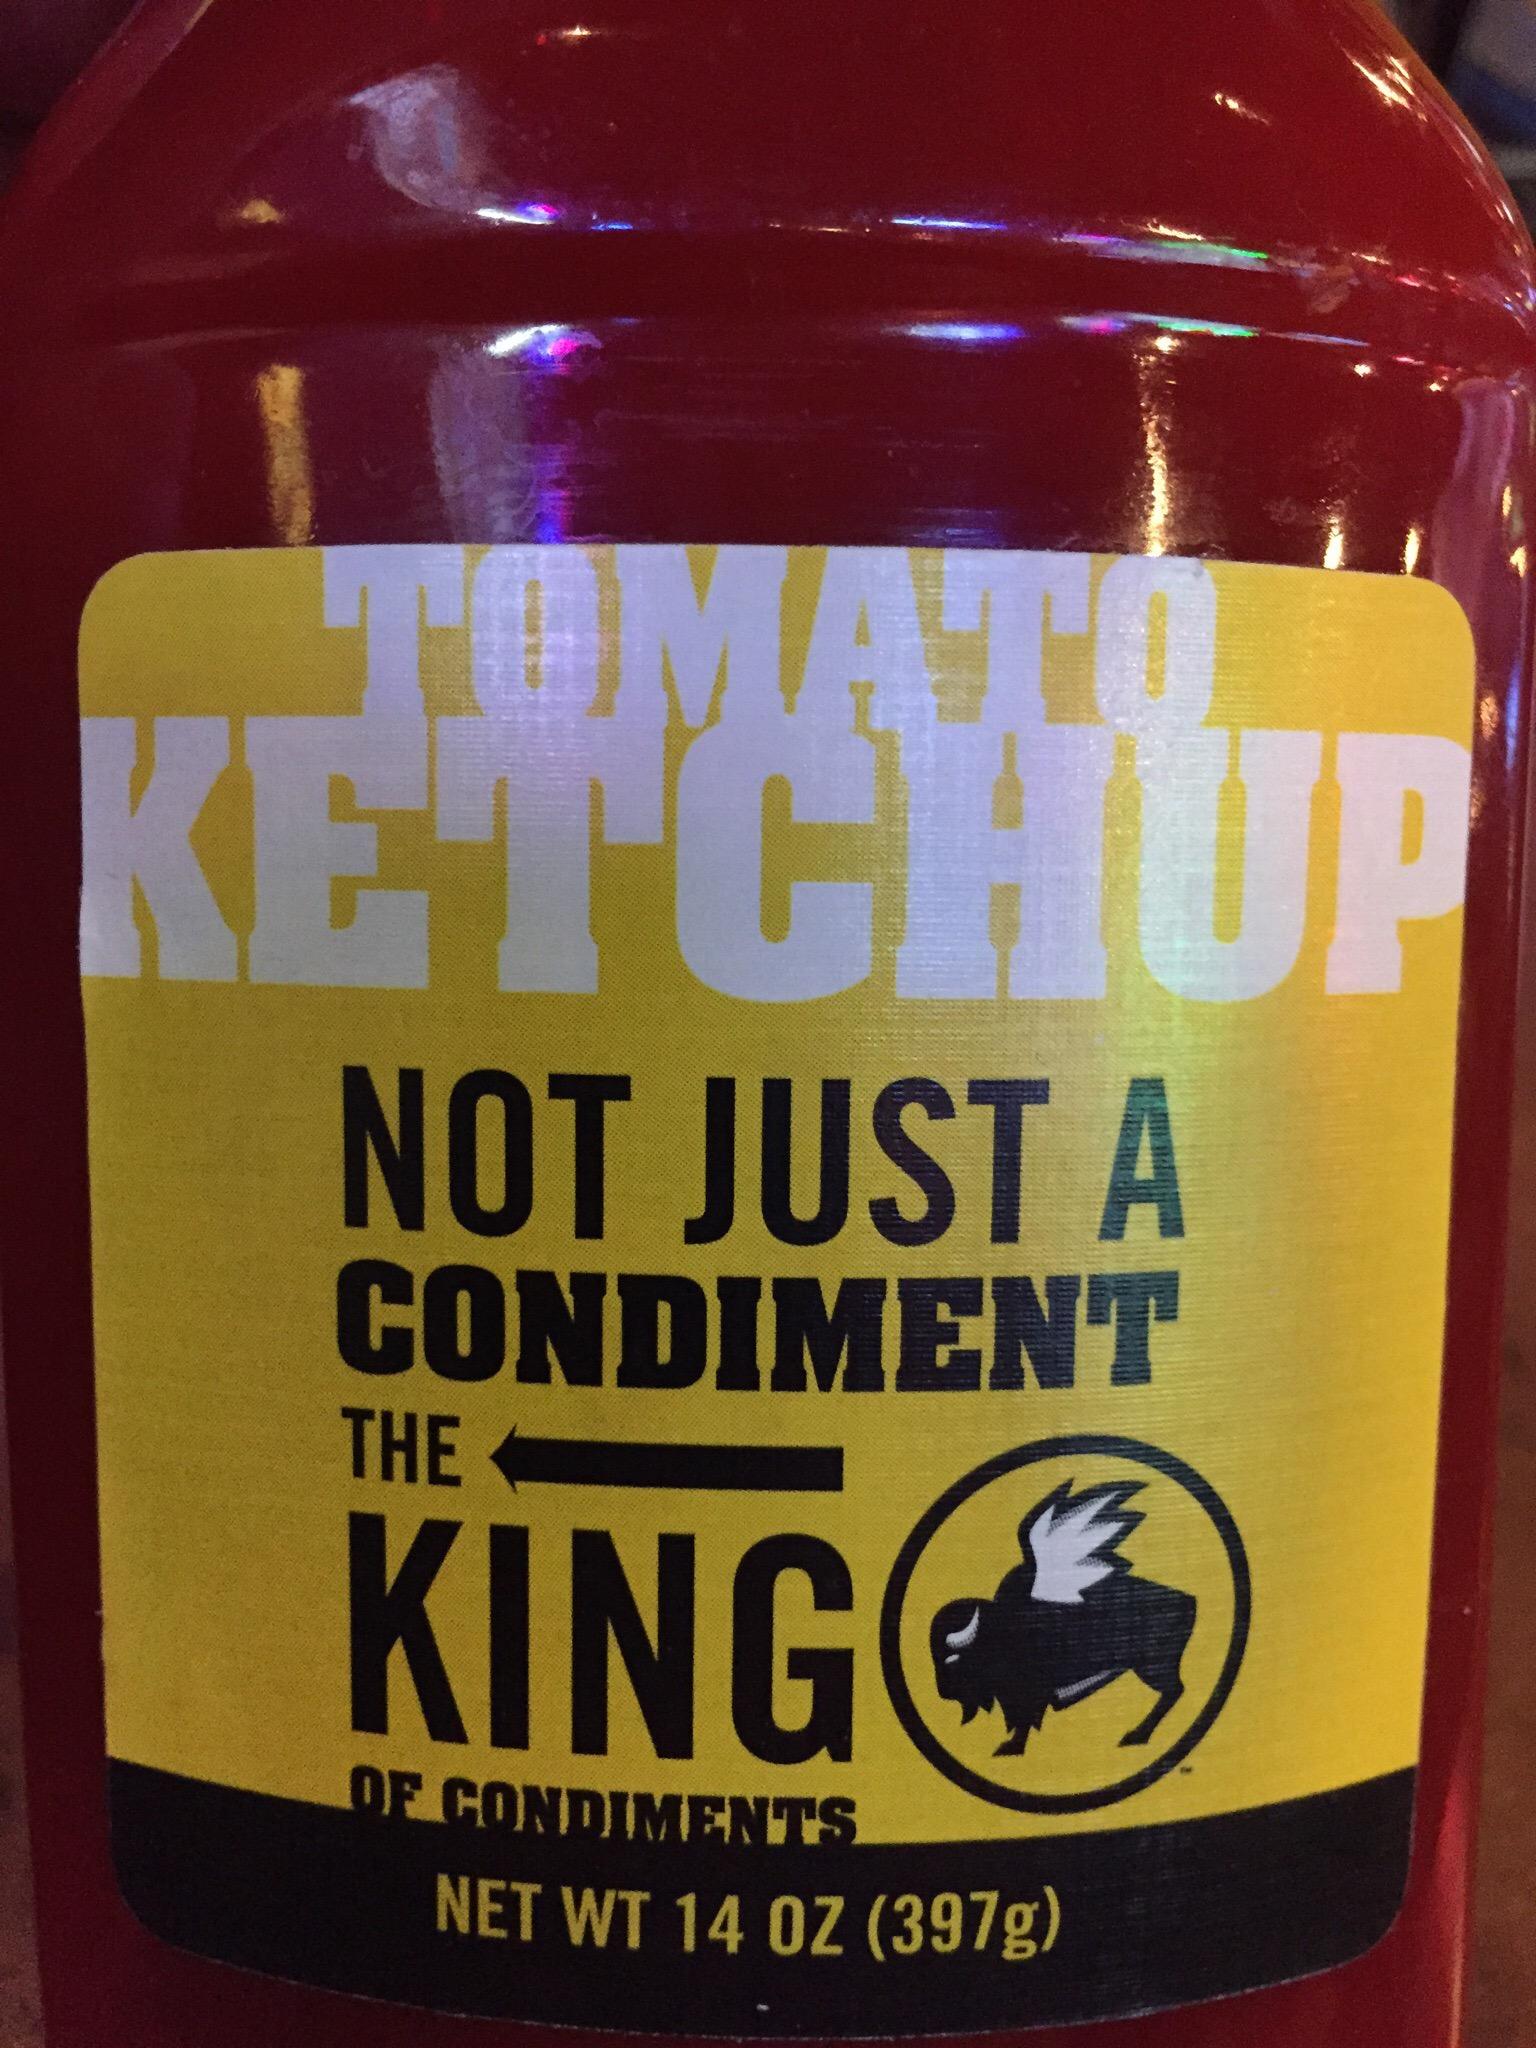 TOMATO
KETCHUP
NOT JUST A
CONDIMENT
THE
KING
OF CONDIMENTS
NET WT 14 OZ (397g)